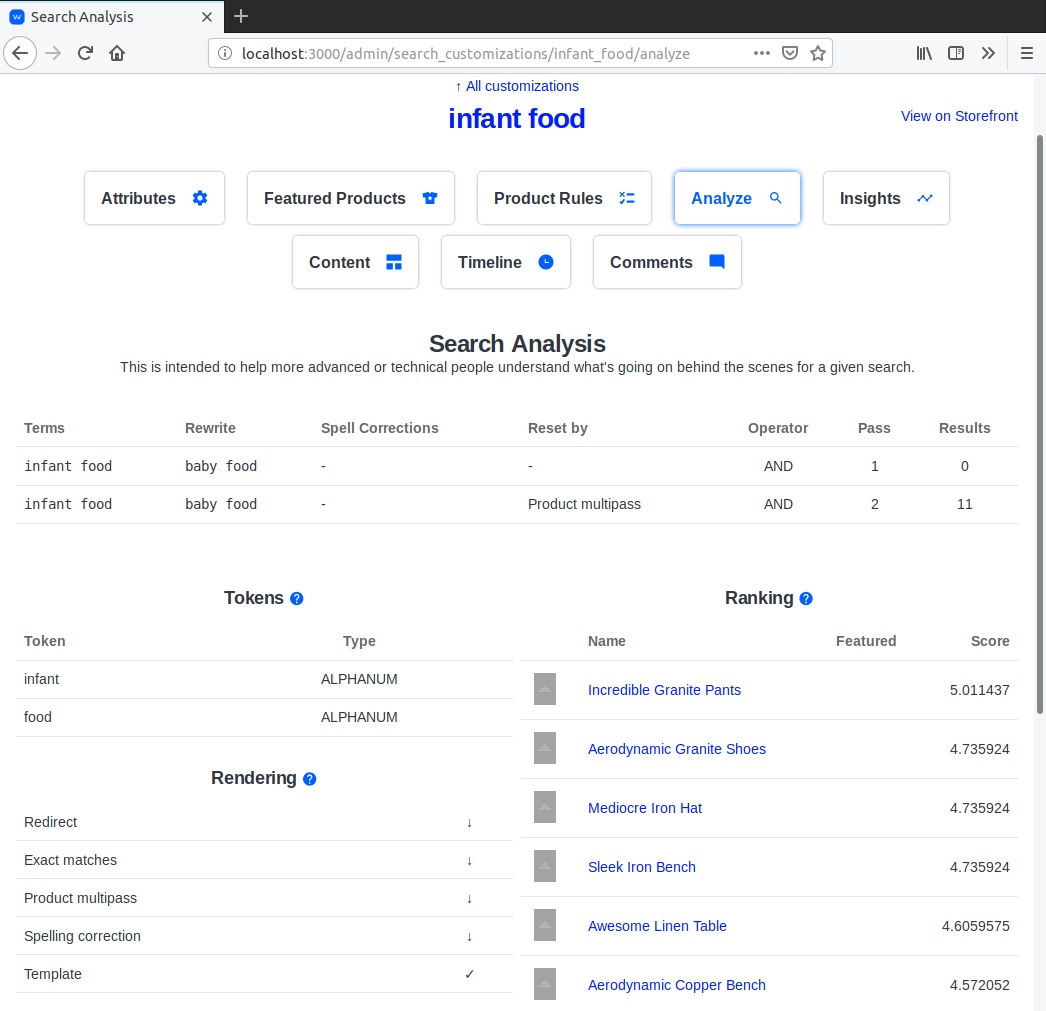 Search Analysis
localhost:3000/admin/search_customizations/infant_food/analyze
↑ All customizations
infant food
View on Storefront
Attributes
Featured Products
Product Rules
Analyze
Insights
Content
Timeline
Comments
Search Analysis
This is intended to help more advanced or technical people understand what's going on behind the scenes for a given search.
Terms Rewrite Spell Corrections Reset by Operator Pass Results
infant food baby food - - AND 1 0
infant food baby food - Product multipass AND 2 11
Tokens ?
Token Type
infant ALPHANUM
food ALPHANUM
Rendering ?
Redirect ↓
Exact matches ↓
Product multipass ↓
Spelling correction ↓
Template ✓
Ranking ?
Name Featured Score
Incredible Granite Pants 5.011437
Aerodynamic Granite Shoes 4.735924
Mediocre Iron Hat 4.735924
Sleek Iron Bench 4.735924
Awesome Linen Table 4.6059575
Aerodynamic Copper Bench 4.572052